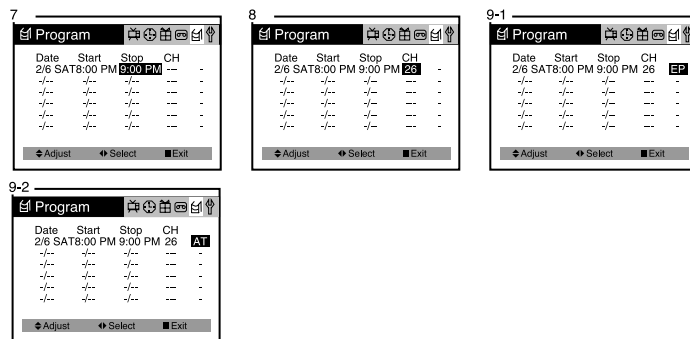 7
Program
Date Start Stop CH
2/6 SAT8:00 PM 9:00 PM --- -
-/-- -/-- -/-- --- -
-/-- -/-- -/-- --- -
-/-- -/-- -/-- --- -
-/-- -/-- -/-- --- -
-/-- -/-- -/-- --- -
Adjust Select Exit
8
Program
Date Start Stop CH
2/6 SAT8:00 PM 9:00 PM 26 -
-/-- -/-- -/-- --- -
-/-- -/-- -/-- --- -
-/-- -/-- -/-- --- -
-/-- -/-- -/-- --- -
-/-- -/-- -/-- --- -
Adjust Select Exit
9-1
Program
Date Start Stop CH
2/6 SAT8:00 PM 9:00 PM 26 EP
-/-- -/-- -/-- --- -
-/-- -/-- -/-- --- -
-/-- -/-- -/-- --- -
-/-- -/-- -/-- --- -
-/-- -/-- -/-- --- -
Adjust Select Exit
9-2
Program
Date Start Stop CH
2/6 SAT8:00 PM 9:00 PM 26 AT
-/-- -/-- -/-- --- -
-/-- -/-- -/-- --- -
-/-- -/-- -/-- --- -
-/-- -/-- -/-- --- -
-/-- -/-- -/-- --- -
Adjust Select Exit